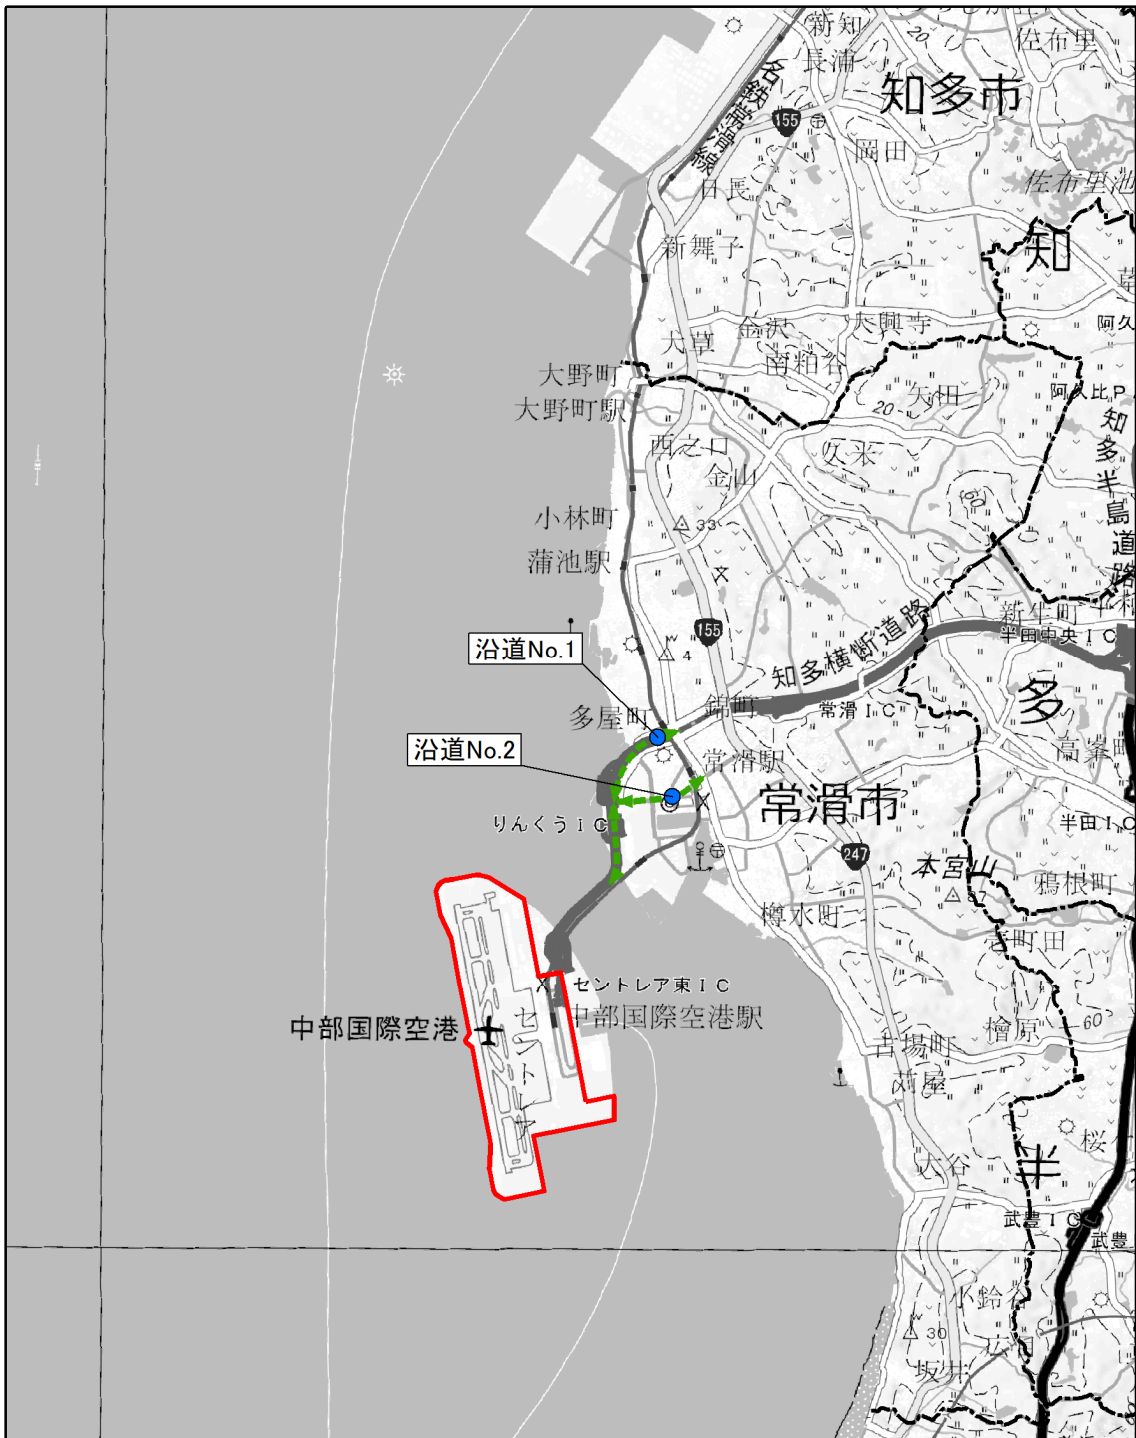 新知
佐布里
長浦
知多市
名鉄常滑線
155
岡田
佐布里池
日長
知
新舞子
金沢
大興寺
大草
南粕谷
阿久
大野町
矢田
阿久比P
20
大野町駅
知多半島道路
西之口
久米
金山
60
小林町
33
蒲池駅
155
新生町
半田中央IC
沿道No.1
4
知多横断道路
多
多屋町
錦町
常滑IC
高峯町
沿道No.2
常滑駅
常滑市
りんくうIC
半田IC
247
本宮山
87
鴉根町
樽水町
セントレア東IC
中部国際空港
中部国際空港駅
セントレア
檜原
60
古場町
苅屋
桜
大谷
半
武豊IC
武豊
小鈴谷
30
広目
坂井